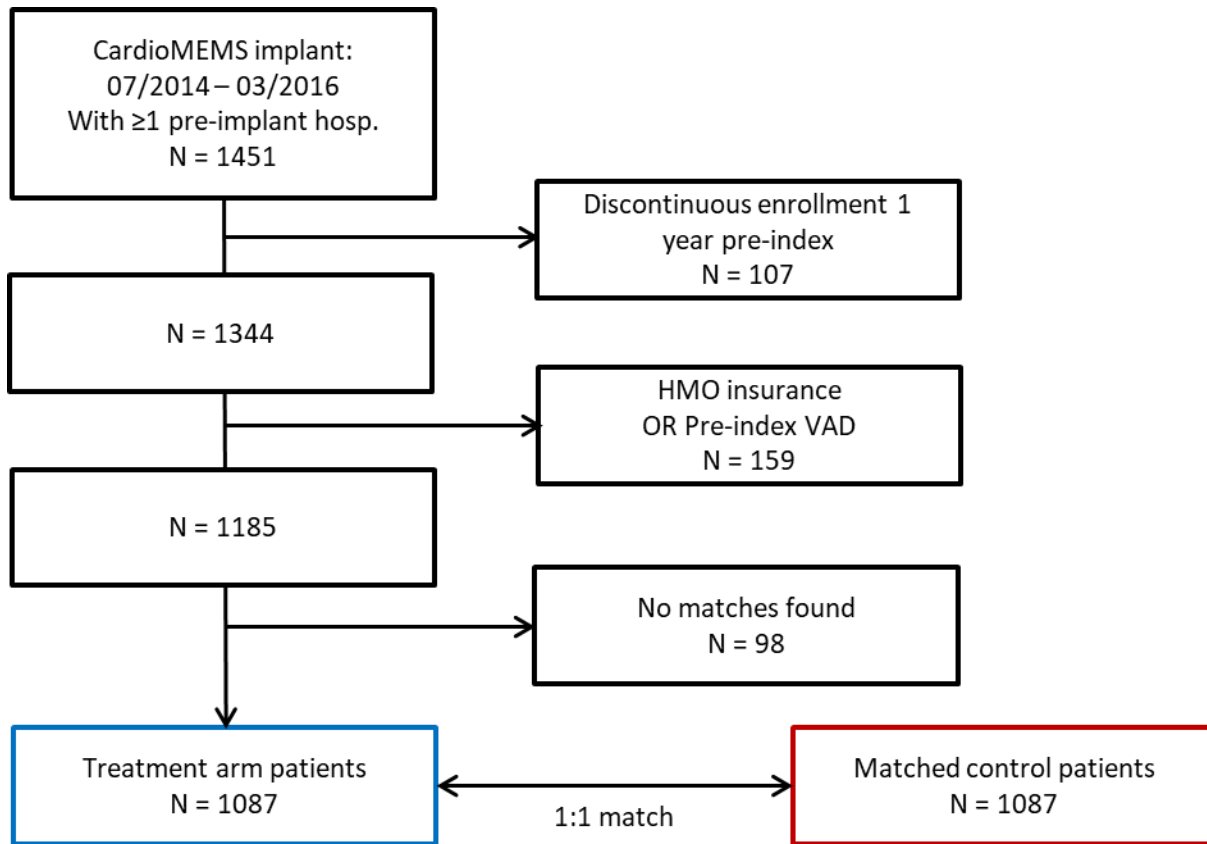 CardioMEMS implant:
07/2014 – 03/2016
With ≥1 pre-implant hosp.
N = 1451
Discontinuous enrollment 1
year pre-index
N = 107
N = 1344
HMO insurance
OR Pre-index VAD
N = 159
N = 1185
No matches found
N = 98
Treatment arm patients
N = 1087
1:1 match
Matched control patients
N = 1087